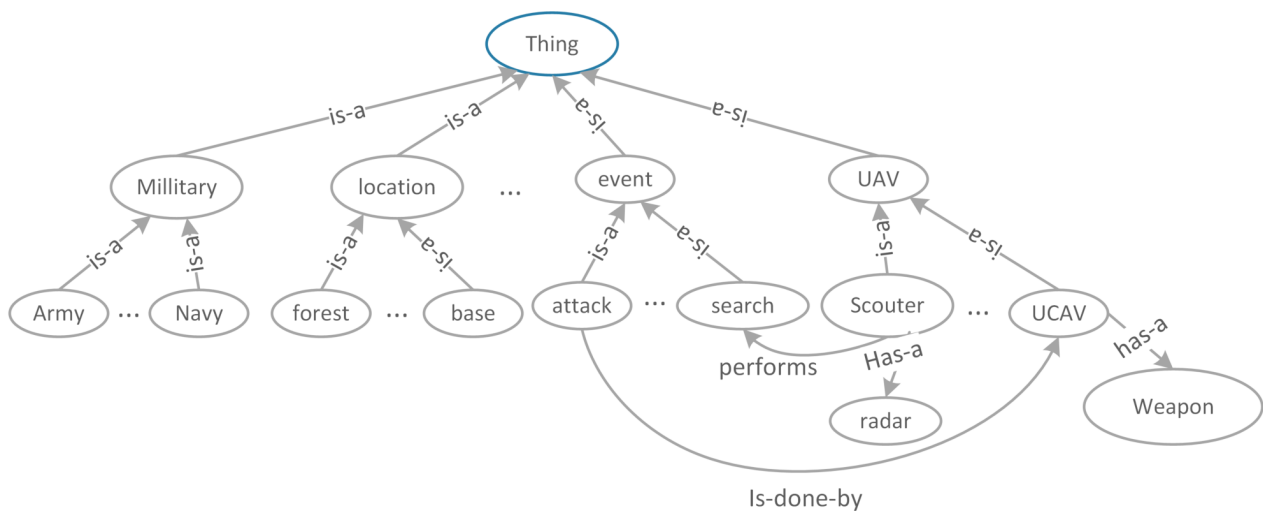 Thing
is-a
is-a
is-a
is-a
Millitary
location
...
event
UAV
is-a
is-a
is-a
is-a
is-a
is-a
is-a
is-a
Army
...
Navy
forest
...
base
attack
...
search
Scouter
...
UCAV
performs
Has-a
has-a
radar
Weapon
Is-done-by